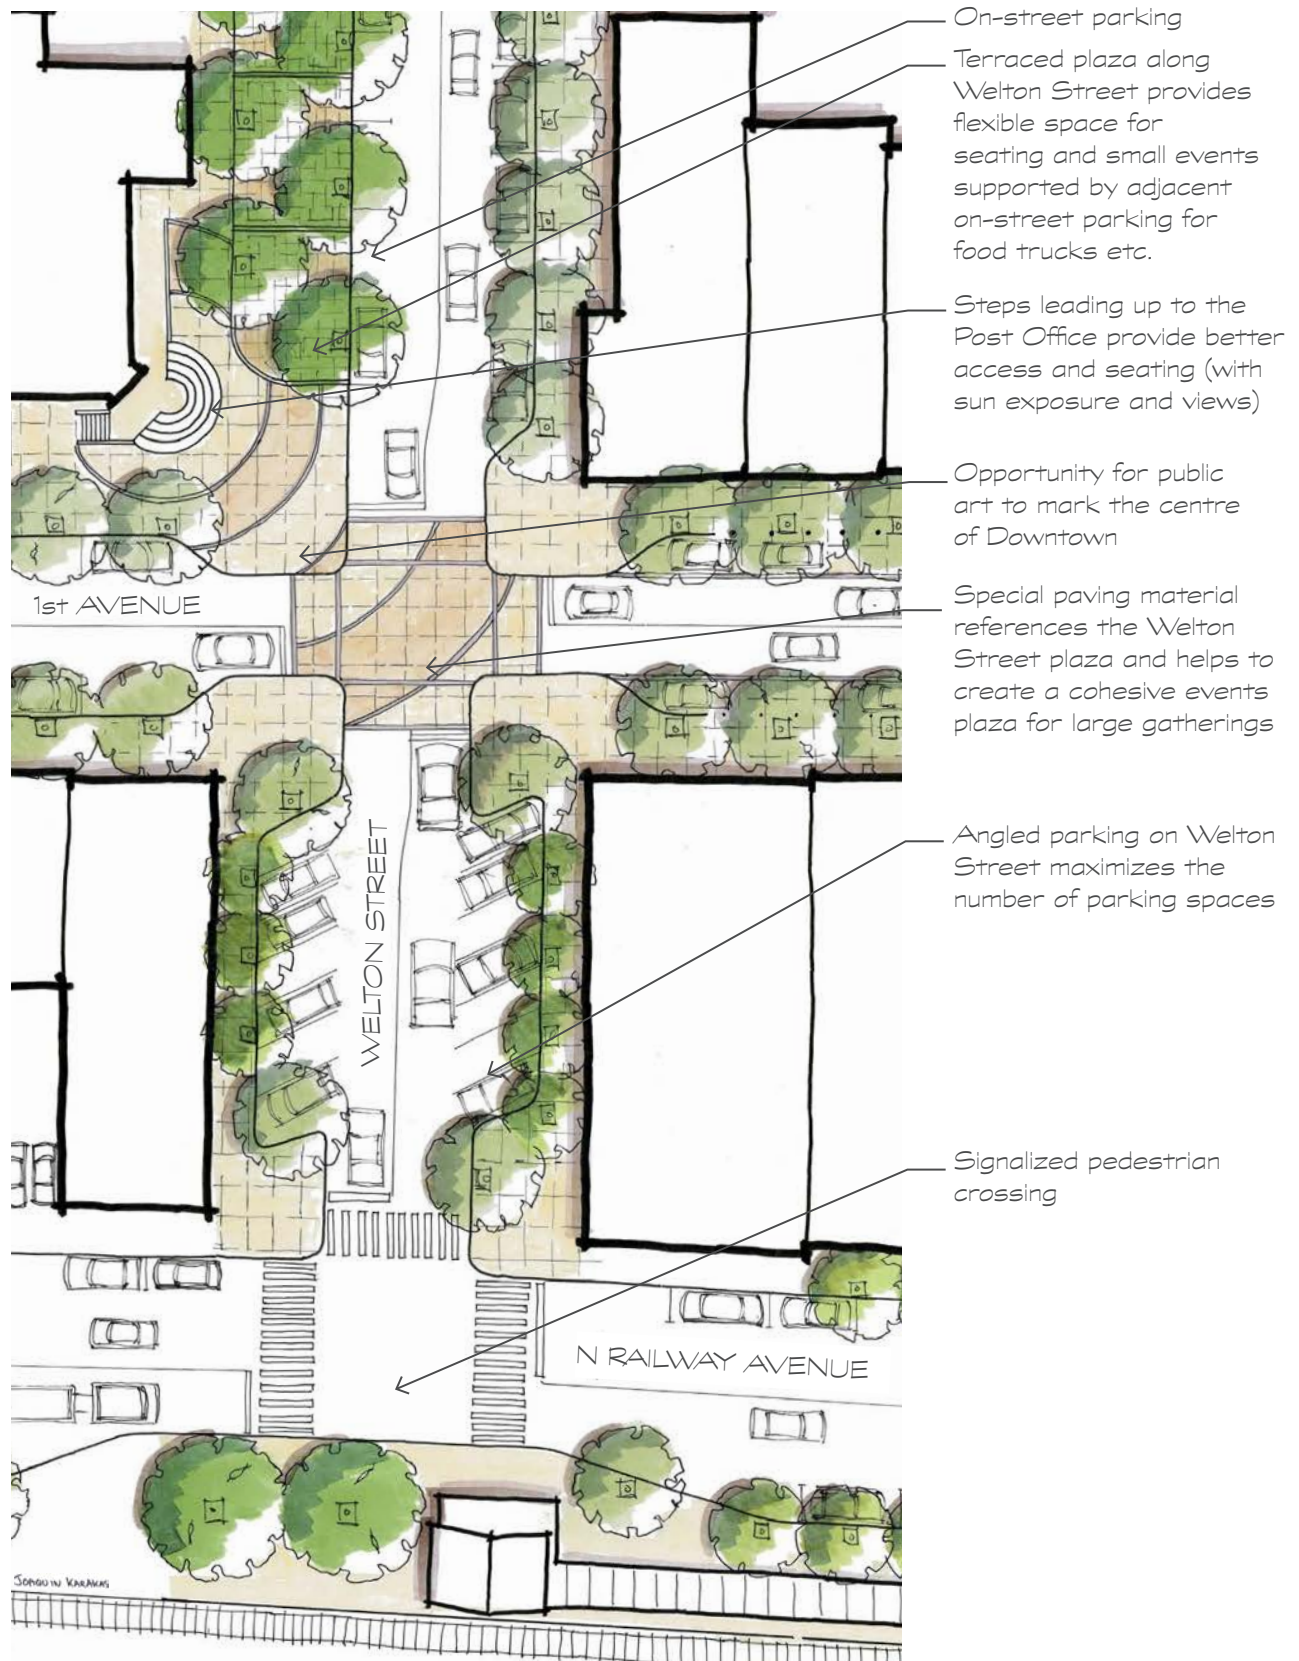 On-street parking
Terraced plaza along
Welton Street provides
flexible space for
seating and small events
supported by adjacent
on-street parking for
food trucks etc.
Steps leading up to the
Post Office provide better
access and seating (with
sun exposure and views)
Opportunity for public
art to mark the centre
of Downtown
1st AVENUE
Special paving material
references the Welton
Street plaza and helps to
create a cohesive events
plaza for large gatherings
WELTON STREET
Angled parking on Welton
Street maximizes the
number of parking spaces
Signalized pedestrian
crossing
N RAILWAY AVENUE
JOAQUIN KARAKAS